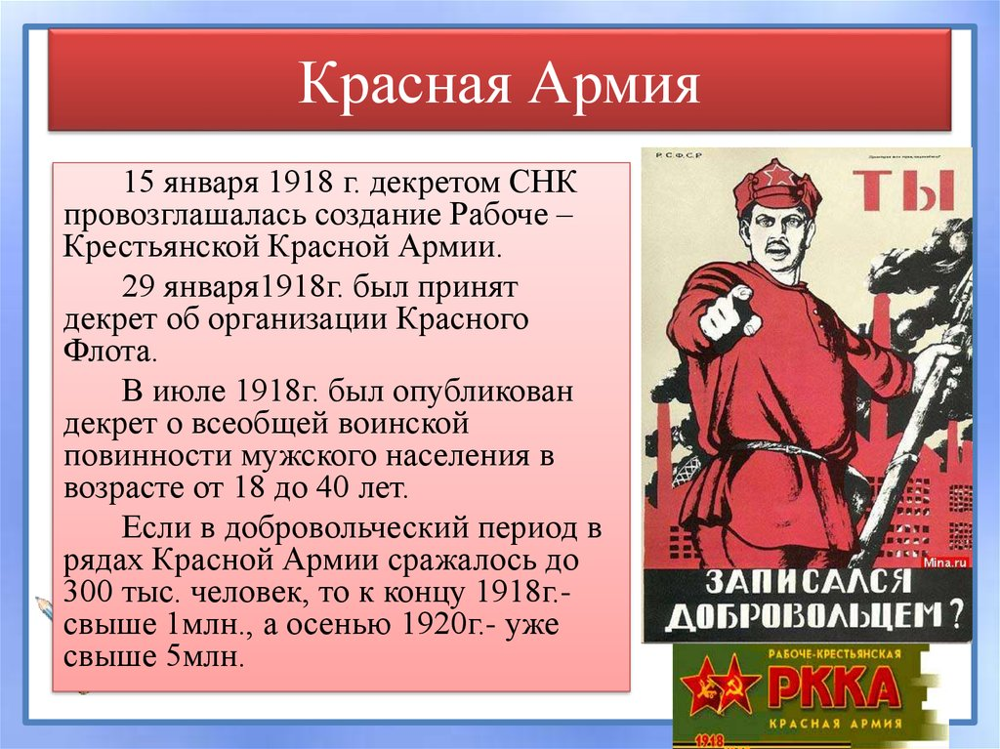 Красная Армия
15 января 1918 г. декретом СНК
провозглашалась создание Рабоче –
Крестьянской Красной Армии.
29 января1918г. был принят
декрет об организации Красного
Флота.
В июле 1918г. был опубликован
декрет о всеобщей воинской
повинности мужского населения в
возрасте от 18 до 40 лет.
Если в добровольческий период в
рядах Красной Армии сражалось до
300 тыс. человек, то к концу 1918г.-
свыше 1млн., а осенью 1920г.- уже
свыше 5млн.
Р.С.Ф.С.Р
ТЫ
Mina.ru
ЗАПИСАЛСЯ
ДОБРОВОЛЬЦЕМ?
РАБОЧЕ-КРЕСТЬЯНСКАЯ
РККА
КРАСНАЯ АРМИЯ
1918